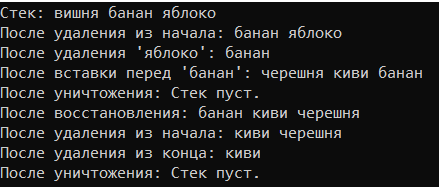 Стек: вишня банан яблоко
После удаления из начала: банан яблоко
После удаления 'яблоко': банан
После вставки перед 'банан': черешня киви банан
После уничтожения: Стек пуст.
После восстановления: банан киви черешня
После удаления из начала: киви черешня
После удаления из конца: киви
После уничтожения: Стек пуст.